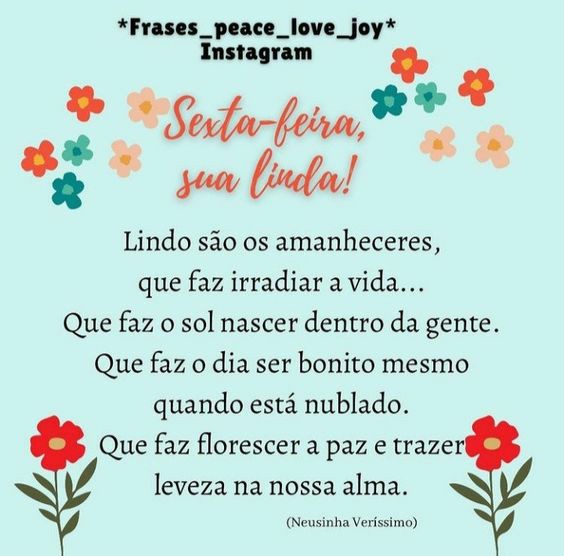 *Frases_peace_love_joy*
Instagram
Sexta-feira,
sua linda!
Lindo são os amanheceres,
que faz irradiar a vida...
Que faz o sol nascer dentro da gente.
Que faz o dia ser bonito mesmo
quando está nublado.
Que faz florescer a paz e trazer
leveza na nossa alma.
(Neusinha Veríssimo)